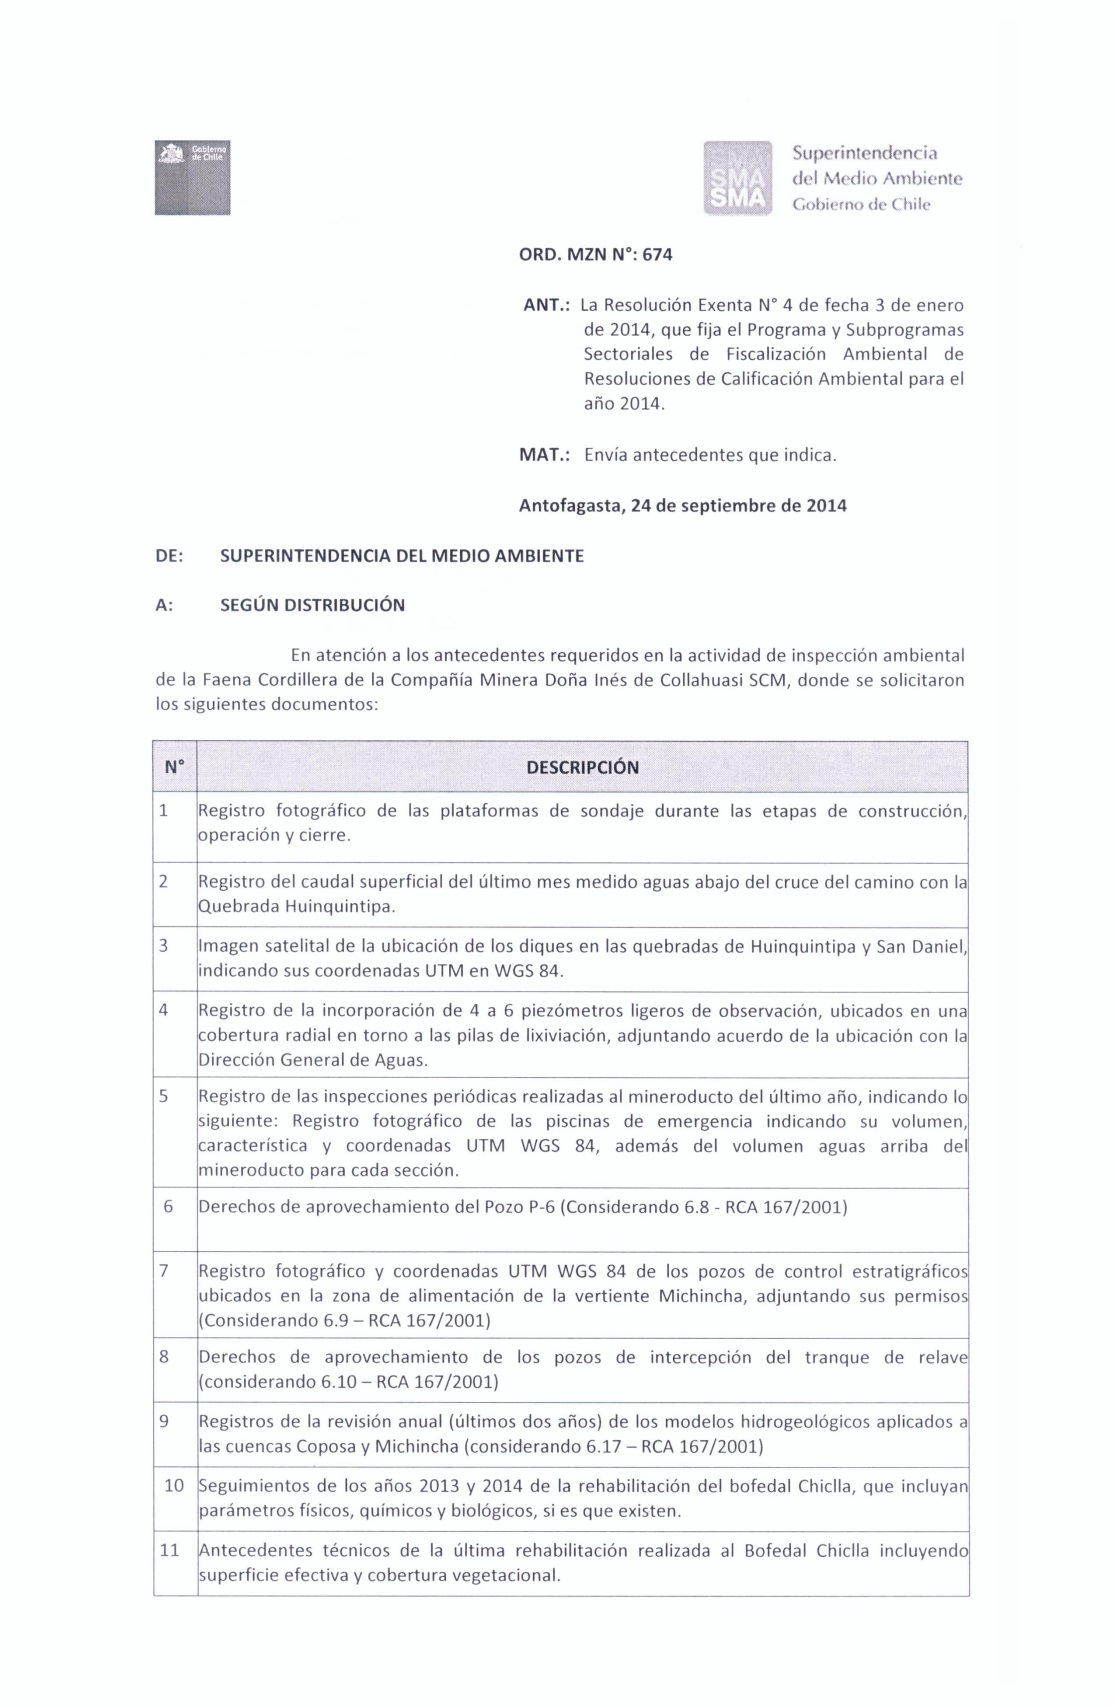 Gobierno
de Chile
SMA
SMA
SMA
Superintendencia
del Medio Ambiente
Gobierno de Chile
ORD. MZN N°: 674
ANT.: La Resolución Exenta N° 4 de fecha 3 de enero
de 2014, que fija el Programa y Subprogramas
Sectoriales de Fiscalización Ambiental de
Resoluciones de Calificación Ambiental para el
año 2014.
MAT.: Envía antecedentes que indica.
Antofagasta, 24 de septiembre de 2014
DE: SUPERINTENDENCIA DEL MEDIO AMBIENTE
A: SEGÚN DISTRIBUCIÓN
En atención a los antecedentes requeridos en la actividad de inspección ambiental
de la Faena Cordillera de la Compañía Minera Doña Inés de Collahuasi SCM, donde se solicitaron
los siguientes documentos:
N° DESCRIPCIÓN
1 Registro fotográfico de las plataformas de sondaje durante las etapas de construcción,
operación y cierre.
2 Registro del caudal superficial del último mes medido aguas abajo del cruce del camino con la
Quebrada Huinquintipa.
3 Imagen satelital de la ubicación de los diques en las quebradas de Huinquintipa y San Daniel,
indicando sus coordenadas UTM en WGS 84.
4 Registro de la incorporación de 4 a 6 piezómetros ligeros de observación, ubicados en una
cobertura radial en torno a las pilas de lixiviación, adjuntando acuerdo de la ubicación con la
Dirección General de Aguas.
5 Registro de las inspecciones periódicas realizadas al mineroducto del último año, indicando lo
siguiente: Registro fotográfico de las piscinas de emergencia indicando su volumen,
característica y coordenadas UTM WGS 84, además del volumen aguas arriba del
mineroducto para cada sección.
6 Derechos de aprovechamiento del Pozo P-6 (Considerando 6.8 - RCA 167/2001)
7 Registro fotográfico y coordenadas UTM WGS 84 de los pozos de control estratigráficos
ubicados en la zona de alimentación de la vertiente Michincha, adjuntando sus permisos
(Considerando 6.9 – RCA 167/2001)
8 Derechos de aprovechamiento de los pozos de intercepción del tranque de relave
(considerando 6.10 – RCA 167/2001)
9 Registros de la revisión anual (últimos dos años) de los modelos hidrogeológicos aplicados a
las cuencas Coposa y Michincha (considerando 6.17 – RCA 167/2001)
10 Seguimientos de los años 2013 y 2014 de la rehabilitación del bofedal Chiclla, que incluyan
parámetros físicos, químicos y biológicos, si es que existen.
11 Antecedentes técnicos de la última rehabilitación realizada al Bofedal Chiclla incluyendo
superficie efectiva y cobertura vegetacional.